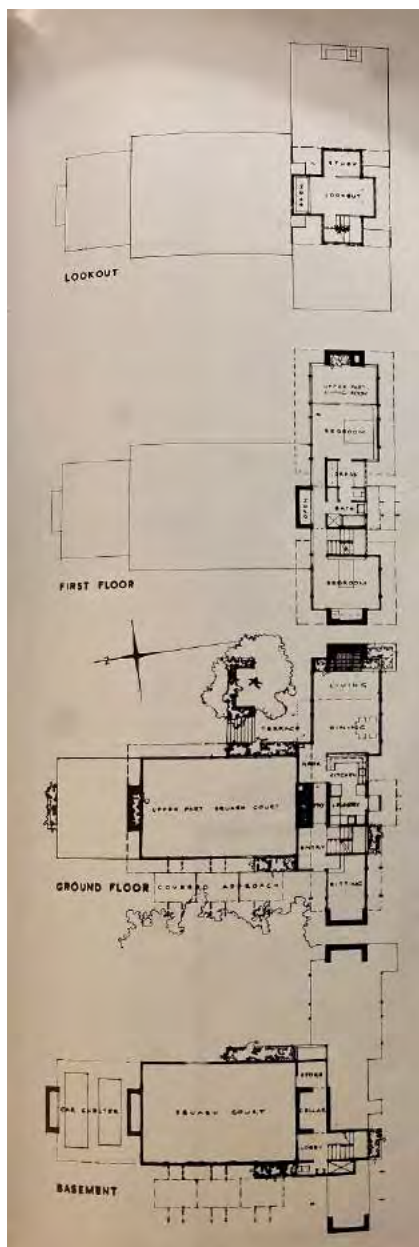 STUDY
LOOKOUT
LOOKOUT
UPPER PART
LIVING ROOM
BEDROOM
DRESS
BATH
OPEN
FIRST FLOOR
BEDROOM
Z
LIVING
TERRACE
DINING
KITCHEN
UPPER PART SQUASH COURT
LAUNDRY
ENTRY
GROUND FLOOR
COVERED APPROACH
SITTING
STORE
CAR SHELTER
SQUASH COURT
CELLAR
LOBBY
BASEMENT